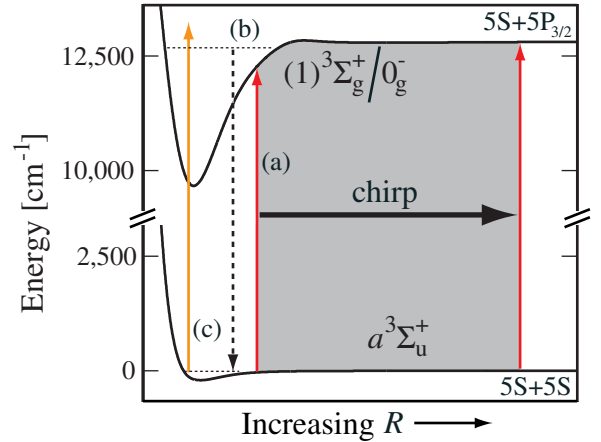 5S+5P3/2
12,500
(b)
(1)³Σg⁺/0g⁻
(a)
10,000
chirp
Energy [cm⁻¹]
2,500
(c)
a³Σu⁺
0
5S+5S
Increasing R